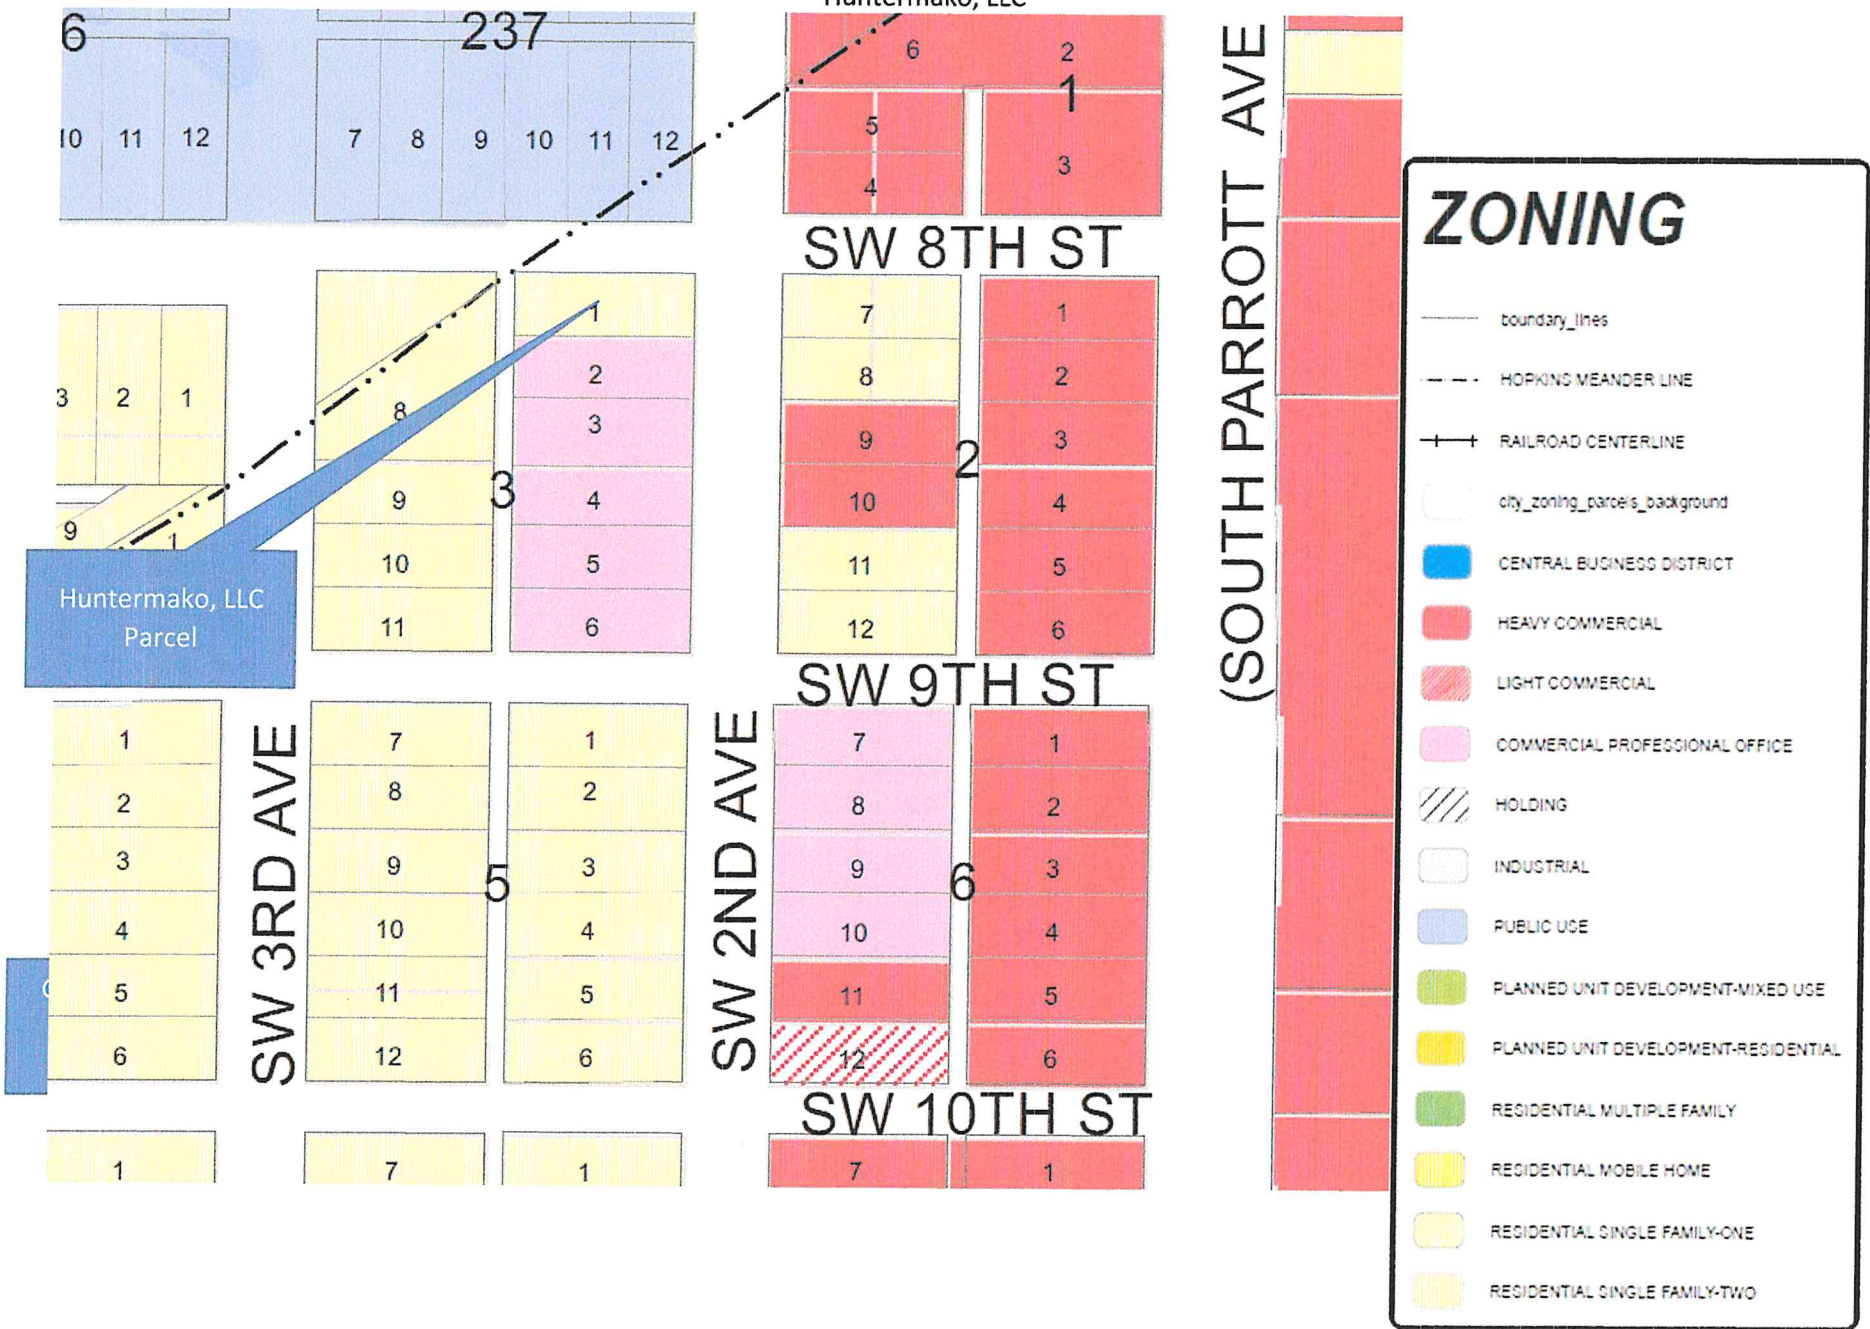 Huntermako, LLC
6
237
10 11 12
7 8 9 10 11 12
6 2
1
5
3
4
SW 8TH ST
(SOUTH PARROTT AVE
3 2 1
9 1
8
9
10
11
3
1
2
3
4
5
6
7
8
9
10
11
12
2
1
2
3
4
5
6
Huntermako, LLC
Parcel
SW 9TH ST
1
2
3
4
5
6
SW 3RD AVE
7
8
9
10
11
12
5
1
2
3
4
5
6
SW 2ND AVE
7
8
9
10
11
12
6
1
2
3
4
5
6
SW 10TH ST
1
7
1
7
1
ZONING
boundary_lines
HOPKINS MEANDER LINE
RAILROAD CENTERLINE
city_zoning_parcels_background
CENTRAL BUSINESS DISTRICT
HEAVY COMMERCIAL
LIGHT COMMERCIAL
COMMERCIAL PROFESSIONAL OFFICE
HOLDING
INDUSTRIAL
PUBLIC USE
PLANNED UNIT DEVELOPMENT-MIXED USE
PLANNED UNIT DEVELOPMENT-RESIDENTIAL
RESIDENTIAL MULTIPLE FAMILY
RESIDENTIAL MOBILE HOME
RESIDENTIAL SINGLE FAMILY-ONE
RESIDENTIAL SINGLE FAMILY-TWO